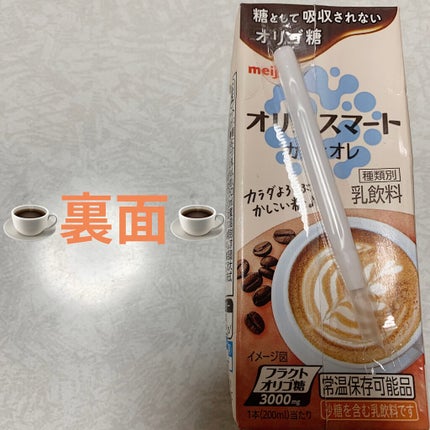 糖として吸収されない
オリゴ糖
meiji
オリゴスマート
カフェオレ
種類別
乳飲料
カラダよろこぶ
かしこい
裏面
イメージ図
フラクト
オリゴ糖
3000mg
1本(200ml)当たり
常温保存可能品
砂糖を含む乳飲料です